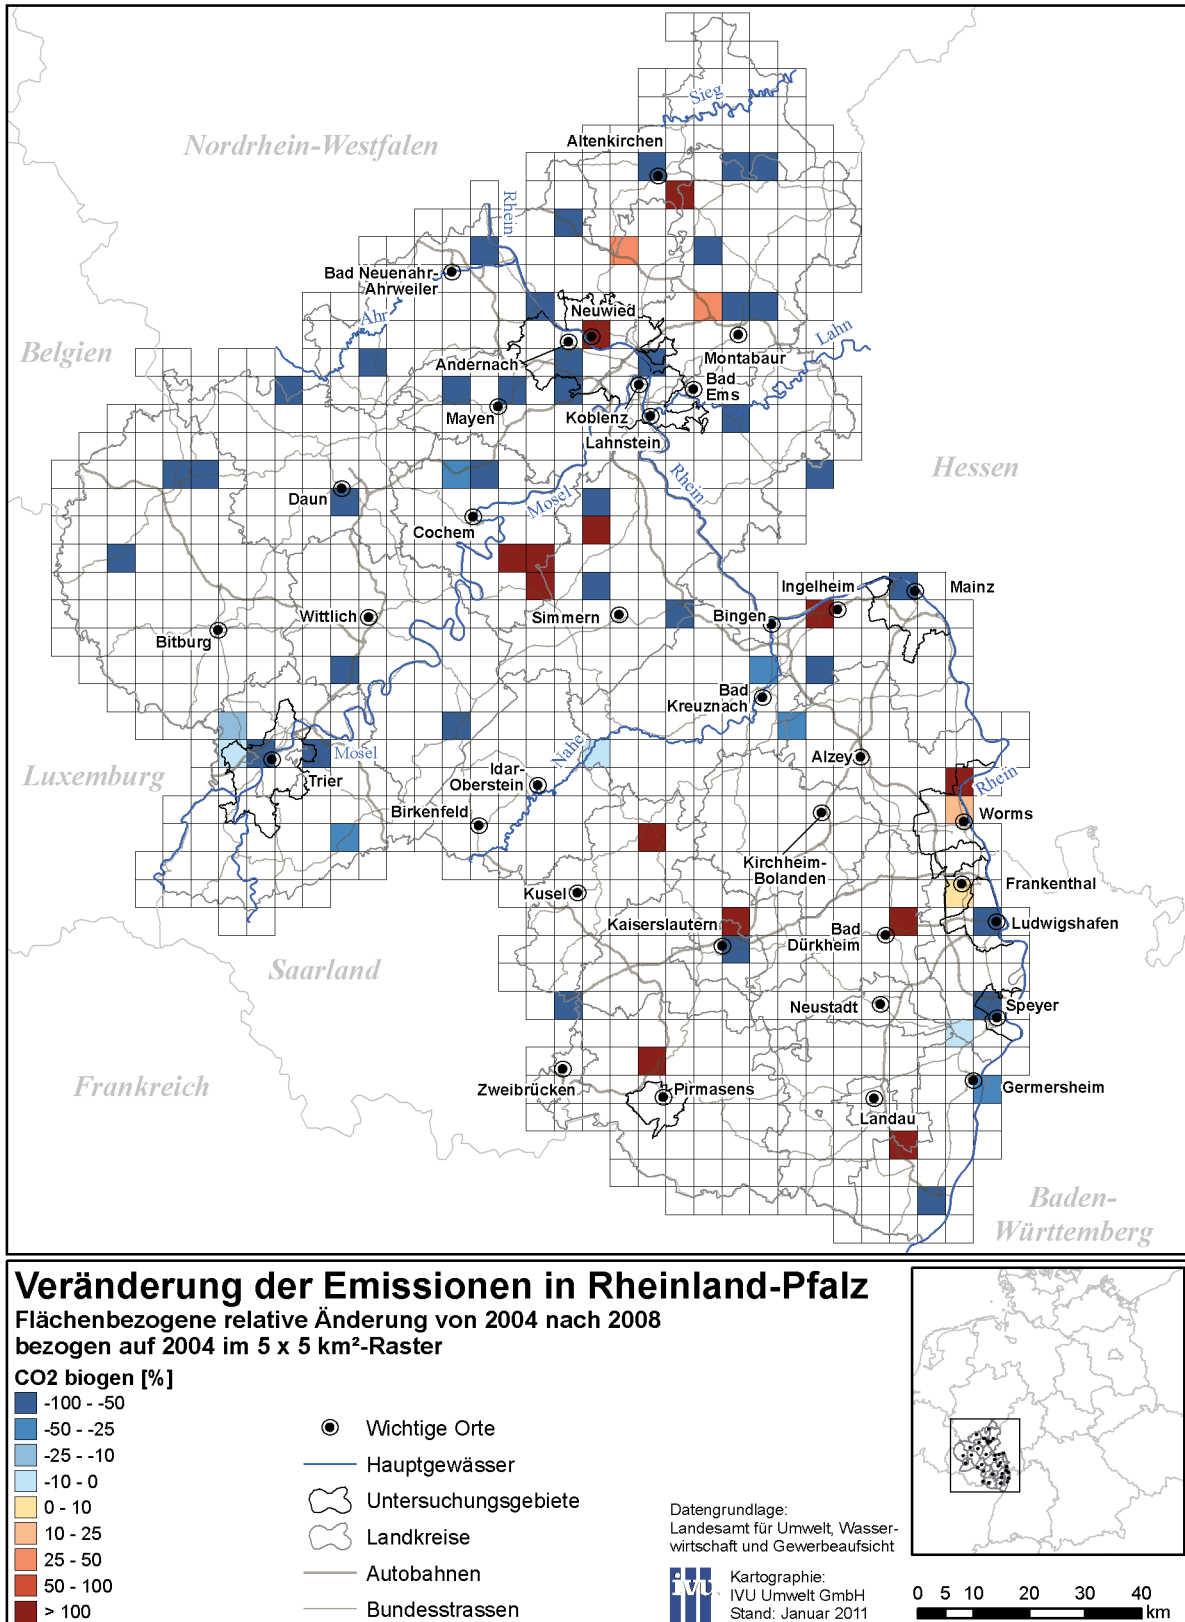 Sieg
Altenkirchen
Nordrhein-Westfalen
Rhein
Bad Neuenahr-
Ahrweiler
Neuwied
Ahr
Lahn
Belgien
Montabaur
Andernach
Bad
Ems
Mayen
Koblenz
Lahnstein
Hessen
Rhein
Daun
Mosel
Cochem
Ingelheim
Mainz
Wittlich
Simmern
Bingen
Bitburg
Bad
Kreuznach
Nahe
Mosel
Alzey
Luxemburg
Trier
Idar-
Oberstein
Rhein
Birkenfeld
Worms
Kirchheim-
Bolanden
Kusel
Frankenthal
Kaiserslautern
Bad
Dürkheim
Ludwigshafen
Saarland
Neustadt
Speyer
Frankreich
Zweibrücken
Pirmasens
Germersheim
Landau
Baden-
Württemberg
Veränderung der Emissionen in Rheinland-Pfalz
Flächenbezogene relative Änderung von 2004 nach 2008
bezogen auf 2004 im 5 x 5 km²-Raster
CO2 biogen [%]
-100 - -50
-50 - -25
-25 - -10
-10 - 0
0 - 10
10 - 25
25 - 50
50 - 100
> 100
Wichtige Orte
Hauptgewässer
Untersuchungsgebiete
Landkreise
Autobahnen
Bundesstrassen
Datengrundlage:
Landesamt für Umwelt, Wasser-
wirtschaft und Gewerbeaufsicht
ivu
Kartographie:
IVU Umwelt GmbH
Stand: Januar 2011
0 5 10 20 30 40
km